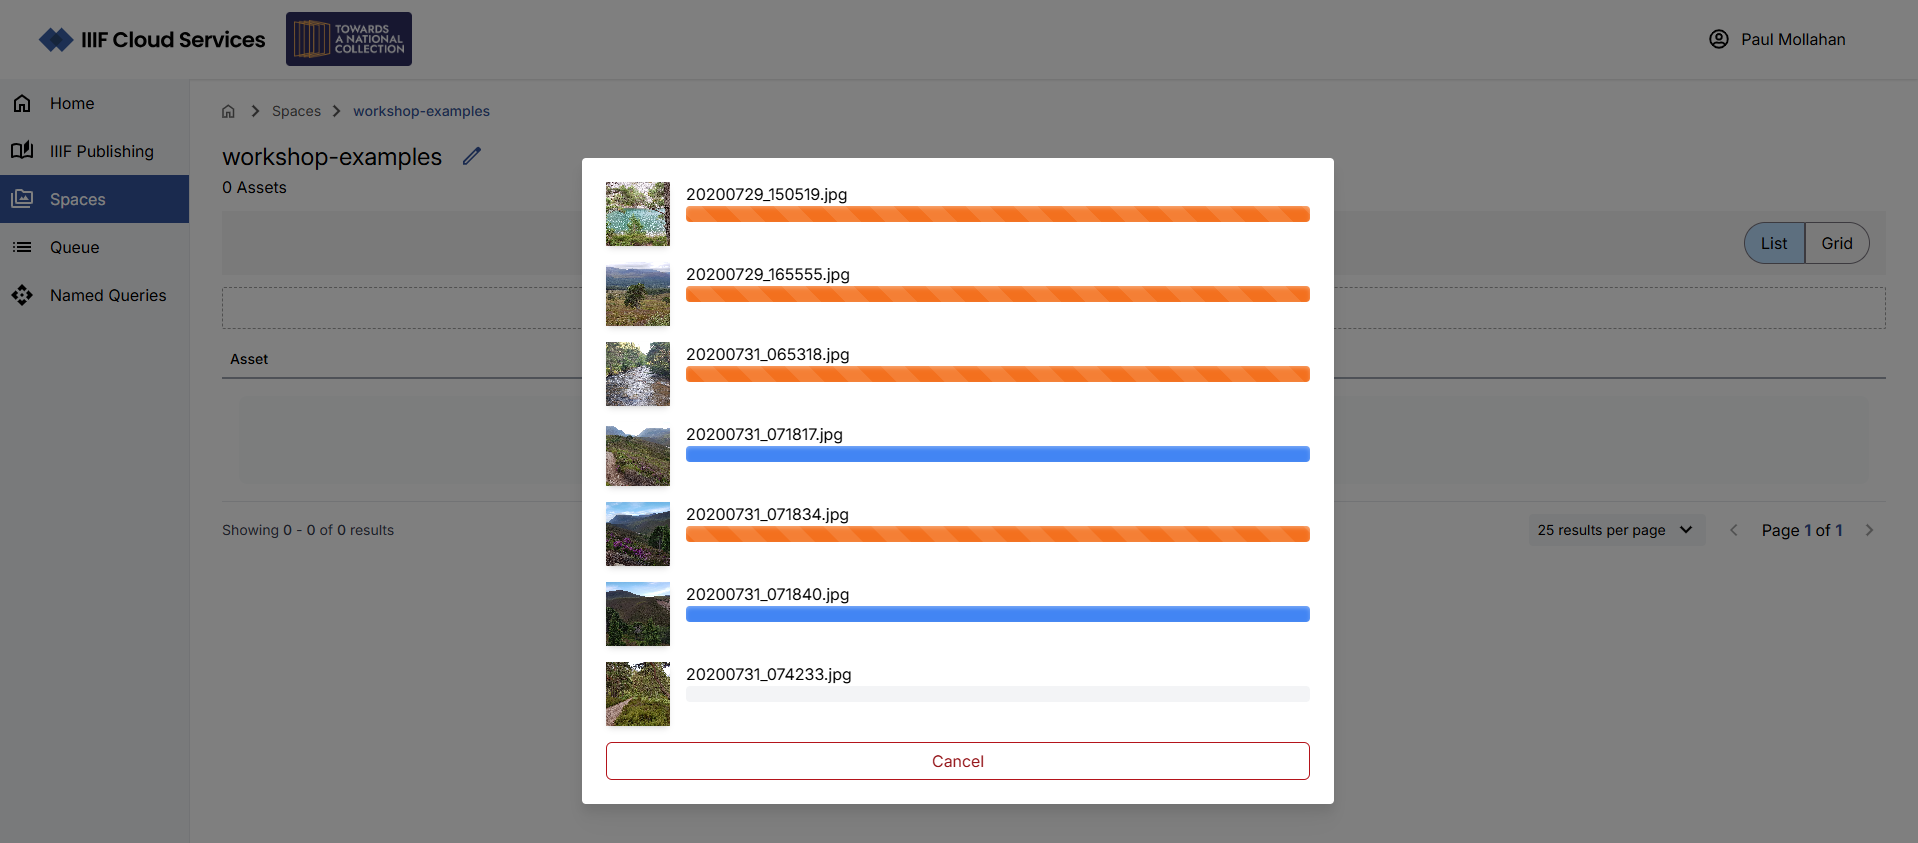 IIIF Cloud Services
TOWARDS
A NATIONAL
COLLECTION
Paul Mollahan
Home
IIIF Publishing
Spaces
Queue
Named Queries
Spaces
workshop-examples
workshop-examples
0 Assets
List
Grid
Asset
Showing 0 - 0 of 0 results
25 results per page
Page 1 of 1
20200729_150519.jpg
20200729_165555.jpg
20200731_065318.jpg
20200731_071817.jpg
20200731_071834.jpg
20200731_071840.jpg
20200731_074233.jpg
Cancel